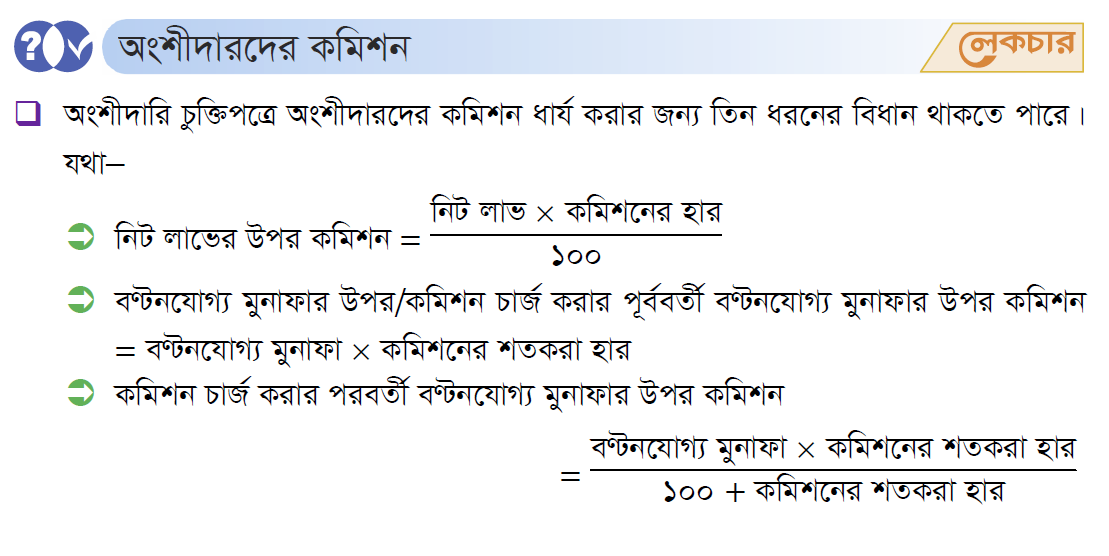 অংশীদারদের কমিশন
লেকচার
অংশীদারি চুক্তিপত্রে অংশীদারদের কমিশন ধার্য করার জন্য তিন ধরনের বিধান থাকতে পারে।
যথা–
নিট লাভের উপর কমিশন = নিট লাভ × কমিশনের হার
১০০
বণ্টনযোগ্য মুনাফার উপর/কমিশন চার্জ করার পূর্ববর্তী বণ্টনযোগ্য মুনাফার উপর কমিশন
= বণ্টনযোগ্য মুনাফা × কমিশনের শতকরা হার
কমিশন চার্জ করার পরবর্তী বণ্টনযোগ্য মুনাফার উপর কমিশন
= বণ্টনযোগ্য মুনাফা × কমিশনের শতকরা হার
১০০ + কমিশনের শতকরা হার